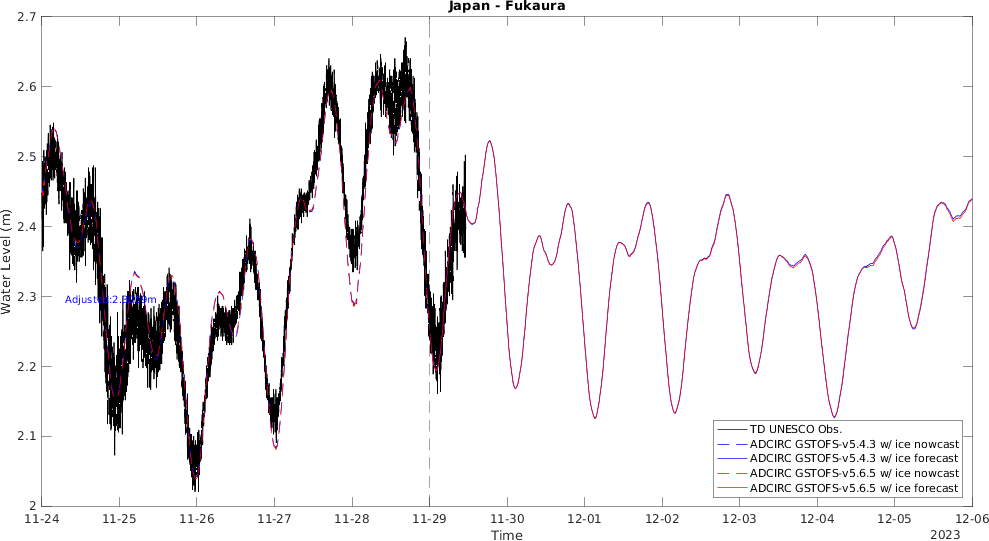 Japan - Fukaura
2.7
2.6
2.5
2.4
2.3
2.2
2.1
2
Water Level (m)
11-24
11-25
11-26
11-27
11-28
11-29
11-30
12-01
12-02
12-03
12-04
12-05
12-06
Time
2023
TD UNESCO Obs.
ADCIRC GSTOFS-v5.4.3 w/ ice nowcast
ADCIRC GSTOFS-v5.4.3 w/ ice forecast
ADCIRC GSTOFS-v5.6.5 w/ ice nowcast
ADCIRC GSTOFS-v5.6.5 w/ ice forecast